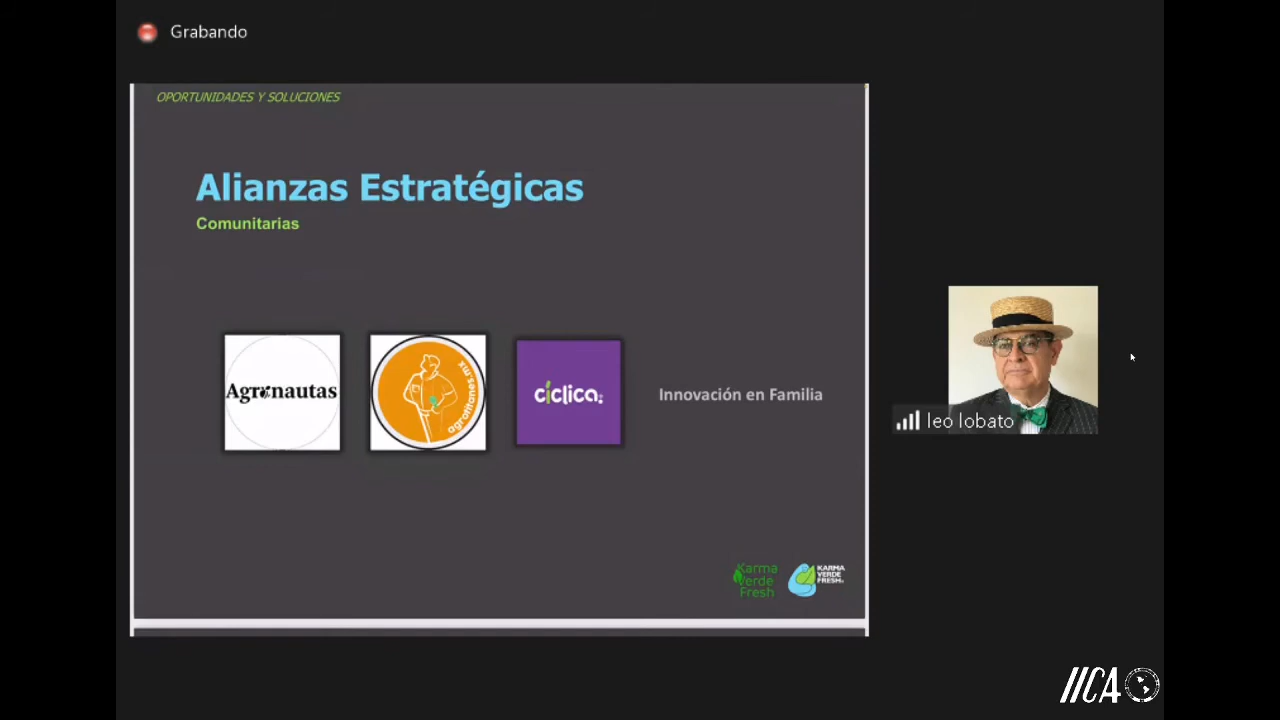 Grabando
OPORTUNIDADES Y SOLUCIONES
Alianzas Estratégicas
Comunitarias
Agronautas
agrotitanes.mx
cíclica
Innovación en Familia
leo lobato
Karma
Verde
Fresh
KARMA
VERDE
FRESH
IICA